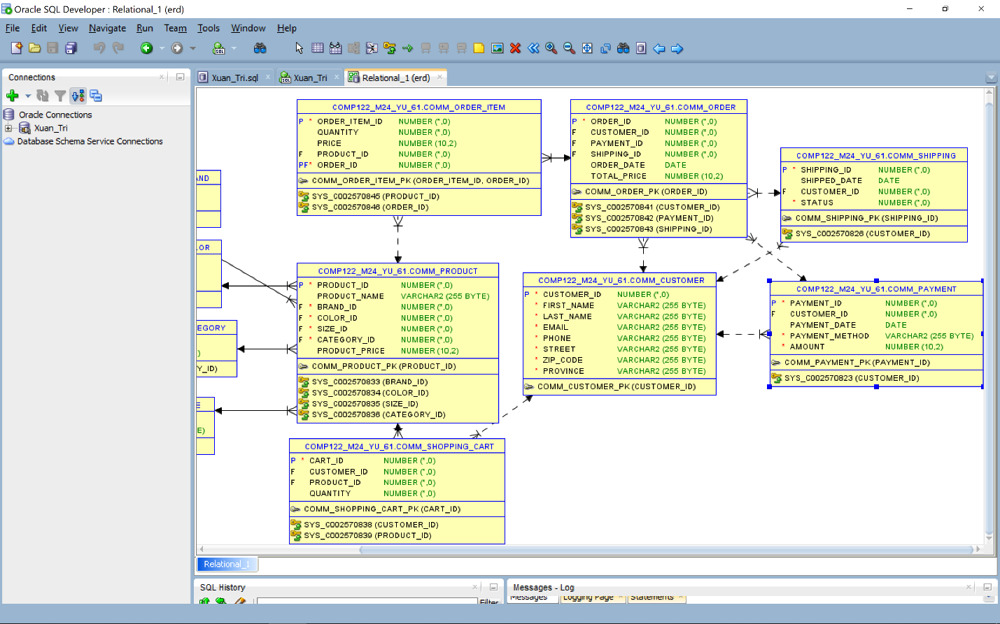 Oracle SQL Developer : Relational_1 (erd)
File Edit View Navigate Run Team Tools Window Help
Connections
Oracle Connections
Xuan_Tri
Database Schema Service Connections
Xuan_Tri.sql
Xuan_Tri
Relational_1 (erd)
COMP122_M24_YU_61.COMM_ORDER_ITEM
P * ORDER_ITEM_ID NUMBER (*,0)
QUANTITY NUMBER (*,0)
PRICE NUMBER (10,2)
F PRODUCT_ID NUMBER (*,0)
PF* ORDER_ID NUMBER (*,0)
COMM_ORDER_ITEM_PK (ORDER_ITEM_ID, ORDER_ID)
SYS_C002570845 (PRODUCT_ID)
SYS_C002570846 (ORDER_ID)
COMP122_M24_YU_61.COMM_ORDER
P * ORDER_ID NUMBER (*,0)
F CUSTOMER_ID NUMBER (*,0)
F PAYMENT_ID NUMBER (*,0)
F SHIPPING_ID NUMBER (*,0)
ORDER_DATE DATE
TOTAL_PRICE NUMBER (10,2)
COMM_ORDER_PK (ORDER_ID)
SYS_C002570841 (CUSTOMER_ID)
SYS_C002570842 (PAYMENT_ID)
SYS_C002570843 (SHIPPING_ID)
COMP122_M24_YU_61.COMM_SHIPPING
P * SHIPPING_ID NUMBER (*,0)
SHIPPED_DATE DATE
F CUSTOMER_ID NUMBER (*,0)
* STATUS NUMBER (*,0)
COMM_SHIPPING_PK (SHIPPING_ID)
SYS_C002570826 (CUSTOMER_ID)
AND
LOR
EGORY
)
Y_ID)
E
E)
COMP122_M24_YU_61.COMM_PRODUCT
P * PRODUCT_ID NUMBER (*,0)
PRODUCT_NAME VARCHAR2 (255 BYTE)
F * BRAND_ID NUMBER (*,0)
F * COLOR_ID NUMBER (*,0)
F * SIZE_ID NUMBER (*,0)
F * CATEGORY_ID NUMBER (*,0)
PRODUCT_PRICE NUMBER (10,2)
COMM_PRODUCT_PK (PRODUCT_ID)
SYS_C002570833 (BRAND_ID)
SYS_C002570834 (COLOR_ID)
SYS_C002570835 (SIZE_ID)
SYS_C002570836 (CATEGORY_ID)
COMP122_M24_YU_61.COMM_CUSTOMER
P * CUSTOMER_ID NUMBER (*,0)
* FIRST_NAME VARCHAR2 (255 BYTE)
* LAST_NAME VARCHAR2 (255 BYTE)
* EMAIL VARCHAR2 (255 BYTE)
* PHONE VARCHAR2 (255 BYTE)
* STREET VARCHAR2 (255 BYTE)
* ZIP_CODE VARCHAR2 (255 BYTE)
* PROVINCE VARCHAR2 (255 BYTE)
COMM_CUSTOMER_PK (CUSTOMER_ID)
COMP122_M24_YU_61.COMM_PAYMENT
P * PAYMENT_ID NUMBER (*,0)
F CUSTOMER_ID NUMBER (*,0)
PAYMENT_DATE DATE
* PAYMENT_METHOD VARCHAR2 (255 BYTE)
* AMOUNT NUMBER (10,2)
COMM_PAYMENT_PK (PAYMENT_ID)
SYS_C002570823 (CUSTOMER_ID)
COMP122_M24_YU_61.COMM_SHOPPING_CART
P * CART_ID NUMBER (*,0)
F CUSTOMER_ID NUMBER (*,0)
F PRODUCT_ID NUMBER (*,0)
QUANTITY NUMBER (*,0)
COMM_SHOPPING_CART_PK (CART_ID)
SYS_C002570838 (CUSTOMER_ID)
SYS_C002570839 (PRODUCT_ID)
Relational_1
SQL History
Filter
Messages - Log
Messages Logging Page Statements